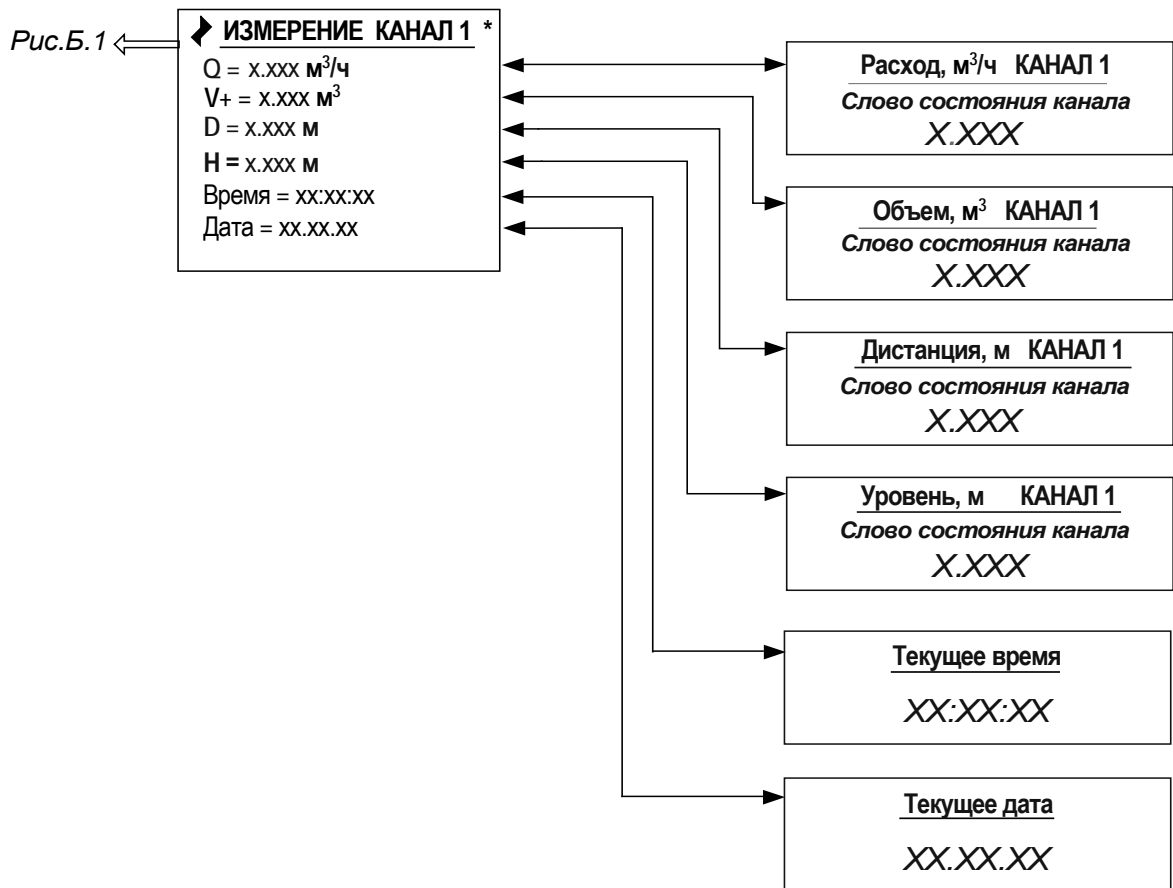 Рис.Б.1
ИЗМЕРЕНИЕ КАНАЛ 1 *
Q = x.xxx м³/ч
V+ = x.xxx м³
D = x.xxx м
H = x.xxx м
Время = xx:xx:xx
Дата = xx.xx.xx
Расход, м³/ч КАНАЛ 1
Слово состояния канала
X.XXX
Объем, м³ КАНАЛ 1
Слово состояния канала
X.XXX
Дистанция, м КАНАЛ 1
Слово состояния канала
X.XXX
Уровень, м КАНАЛ 1
Слово состояния канала
X.XXX
Текущее время
XX:XX:XX
Текущее дата
XX.XX.XX